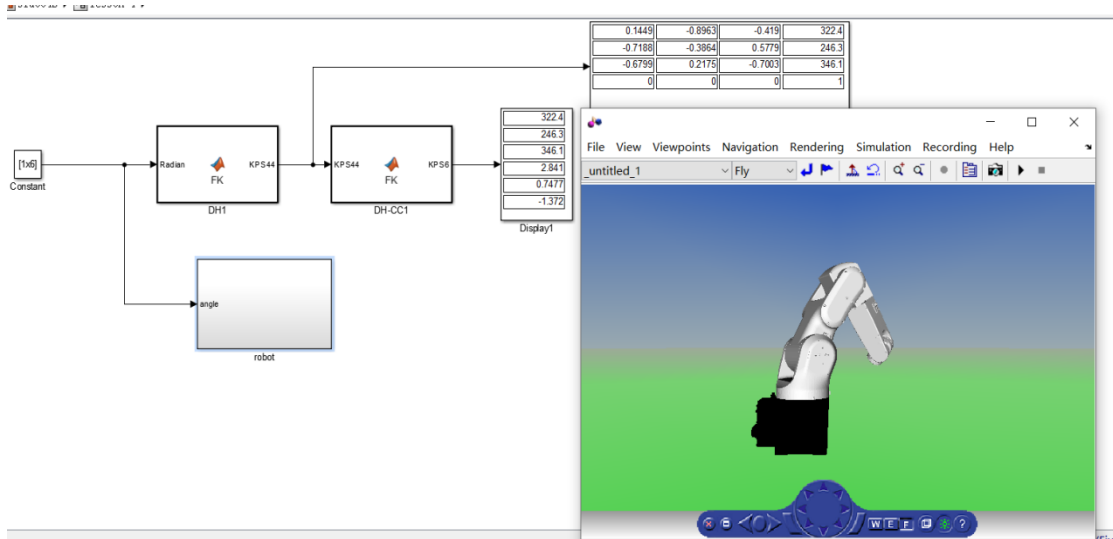 0.1449 -0.8963 -0.419 322.4
-0.7188 -0.3864 0.5779 246.3
-0.6799 0.2175 -0.7003 346.1
0 0 0 1
[1x6]
Constant
Radian KPS44
FK
DH1
KPS44 KPS6
FK
DH-CC1
322.4
246.3
346.1
2.841
0.7477
-1.372
Display1
angle
robot
File View Viewpoints Navigation Rendering Simulation Recording Help
_untitled_1 Fly
W E F ?